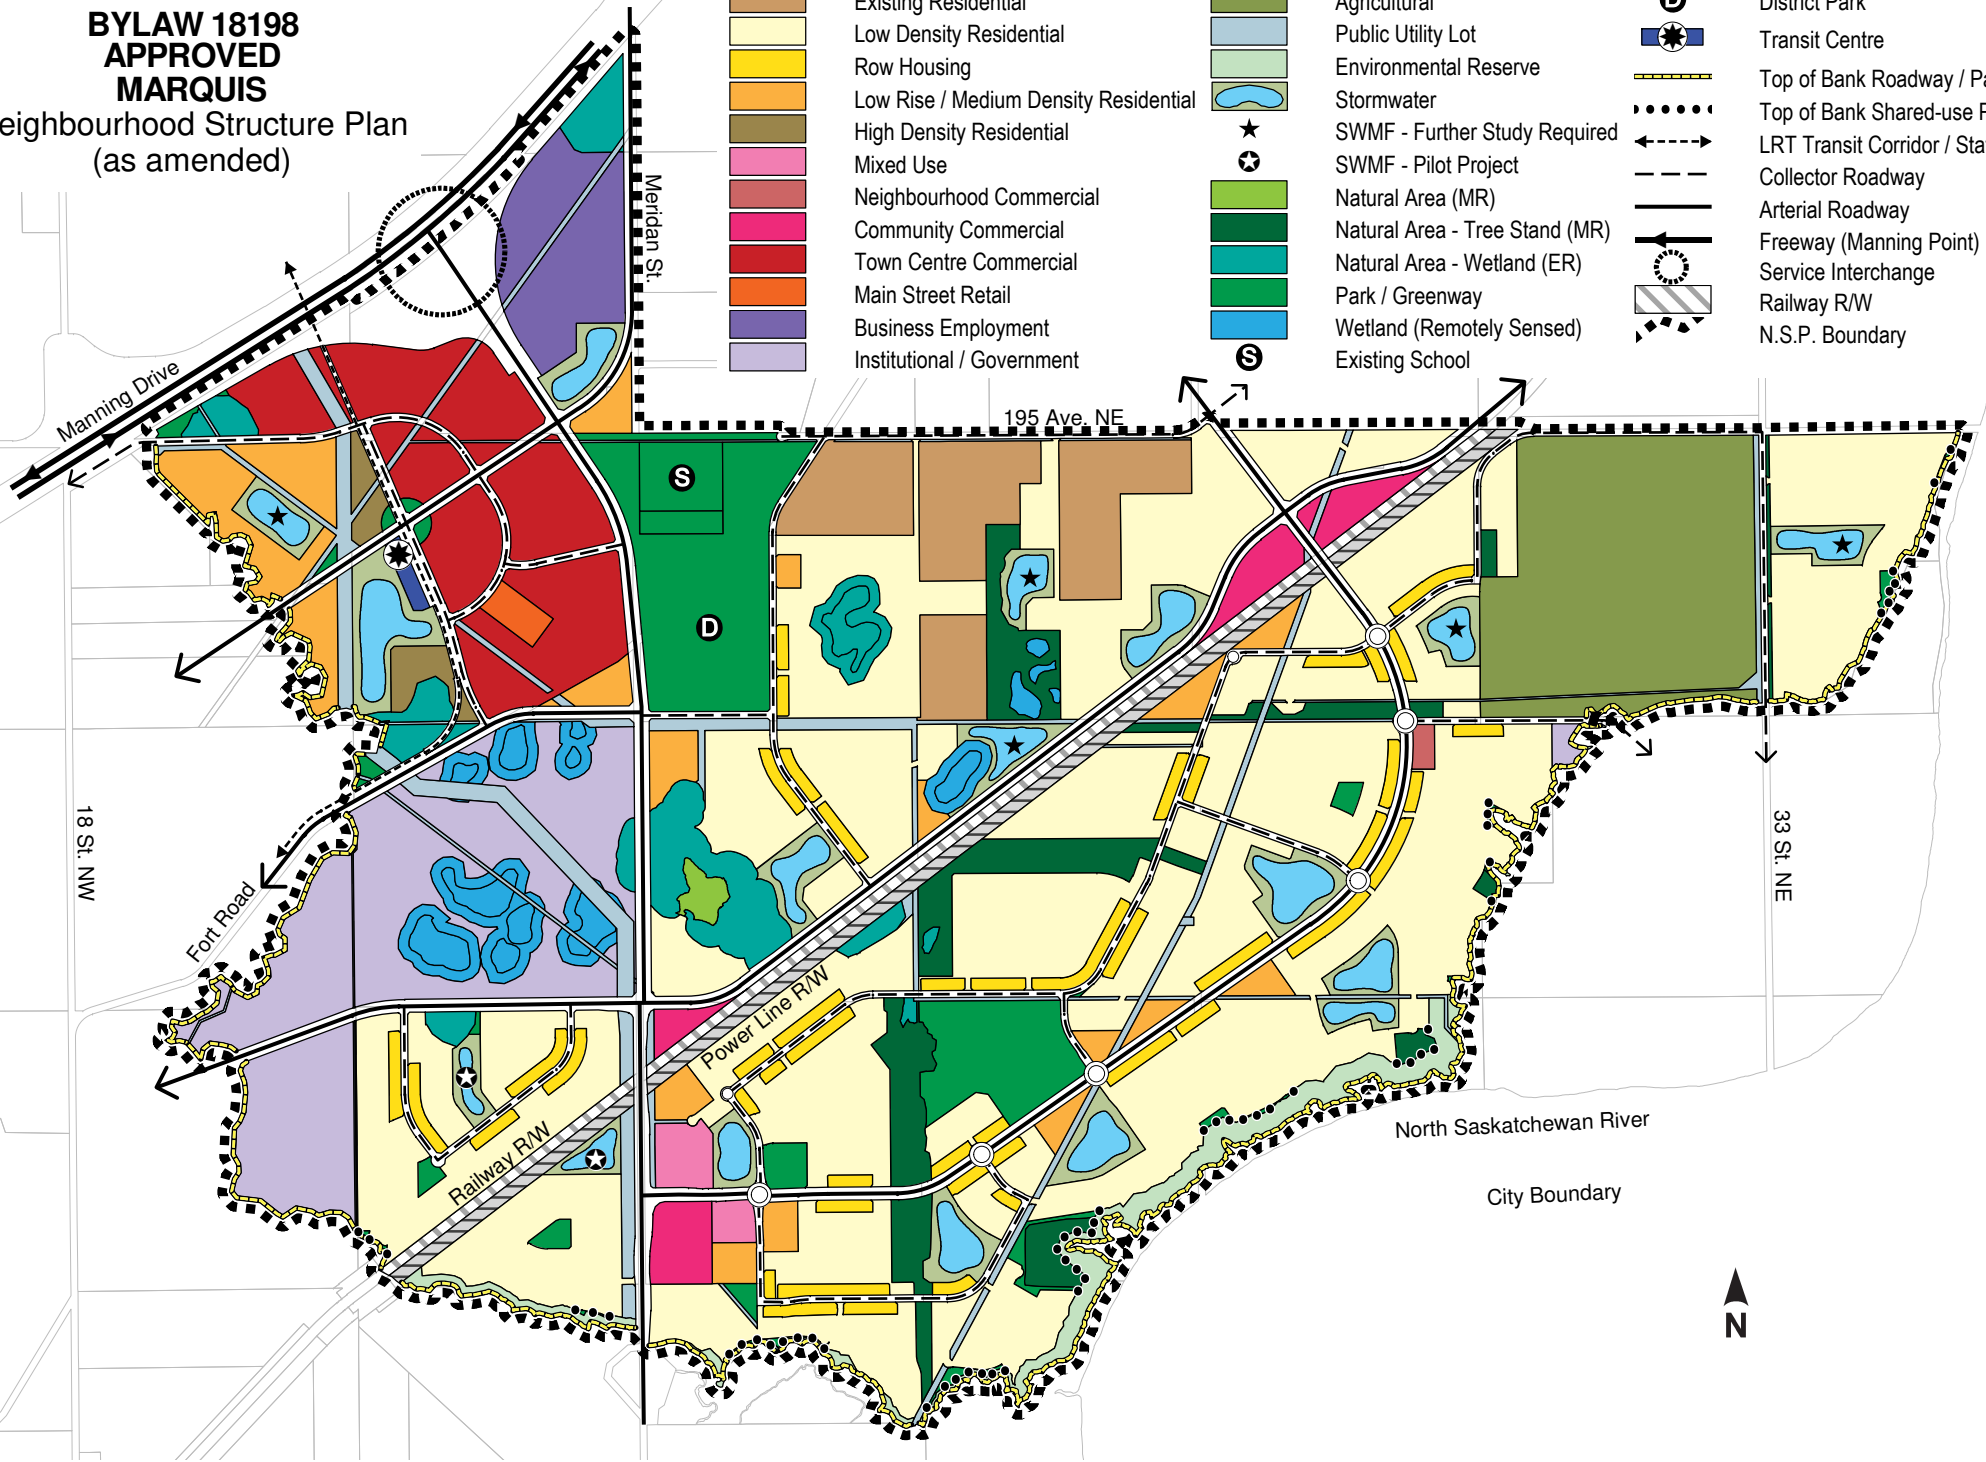 BYLAW 18198
APPROVED
MARQUIS
eighbourhood Structure Plan
(as amended)
Existing Residential
Low Density Residential
Row Housing
Low Rise / Medium Density Residential
High Density Residential
Mixed Use
Neighbourhood Commercial
Community Commercial
Town Centre Commercial
Main Street Retail
Business Employment
Institutional / Government
Agricultural
Public Utility Lot
Environmental Reserve
Stormwater
SWMF - Further Study Required
SWMF - Pilot Project
Natural Area (MR)
Natural Area - Tree Stand (MR)
Natural Area - Wetland (ER)
Park / Greenway
Wetland (Remotely Sensed)
S Existing School
D District Park
Transit Centre
Top of Bank Roadway / Pa
Top of Bank Shared-use P
LRT Transit Corridor / Sta
Collector Roadway
Arterial Roadway
Freeway (Manning Point)
Service Interchange
Railway R/W
N.S.P. Boundary
Meridan St.
Manning Drive
195 Ave. NE
S
D
18 St. NW
Fort Road
33 St. NE
Power Line R/W
Railway R/W
North Saskatchewan River
City Boundary
N